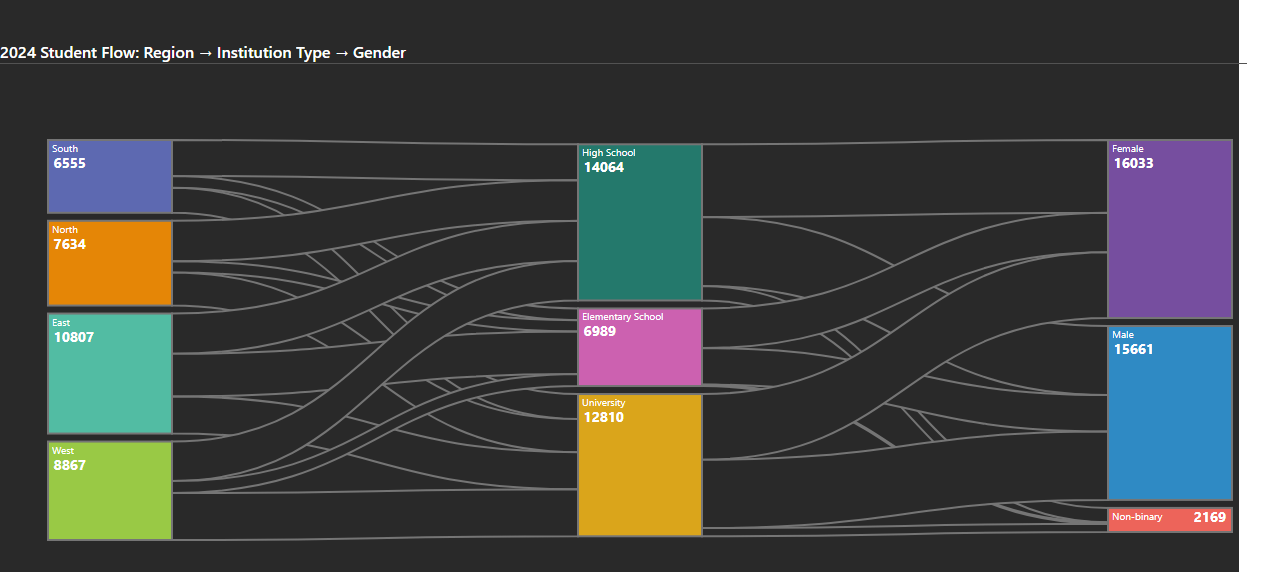 2024 Student Flow: Region → Institution Type → Gender
South
6555
North
7634
East
10807
West
8867
High School
14064
Elementary School
6989
University
12810
Female
16033
Male
15661
Non-binary 2169